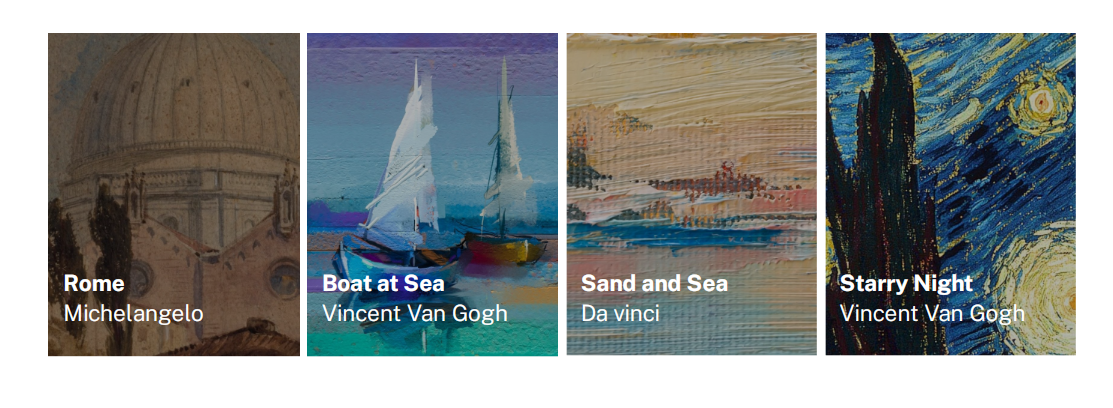 Rome
Michelangelo
Boat at Sea
Vincent Van Gogh
Sand and Sea
Da vinci
Starry Night
Vincent Van Gogh